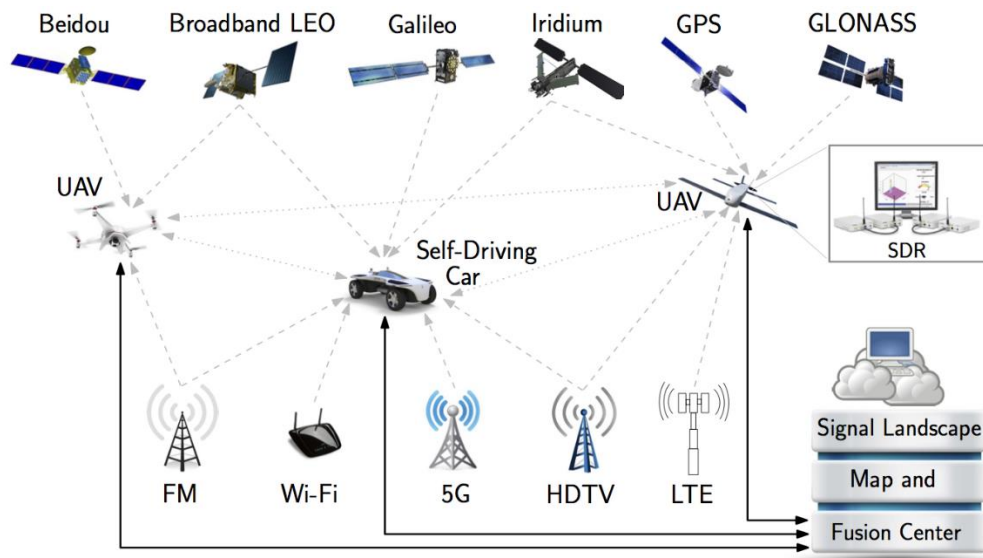 Beidou
Broadband LEO
Galileo
Iridium
GPS
GLONASS
UAV
UAV
SDR
Self-Driving
Car
FM
Wi-Fi
5G
HDTV
LTE
Signal Landscape
Map and
Fusion Center